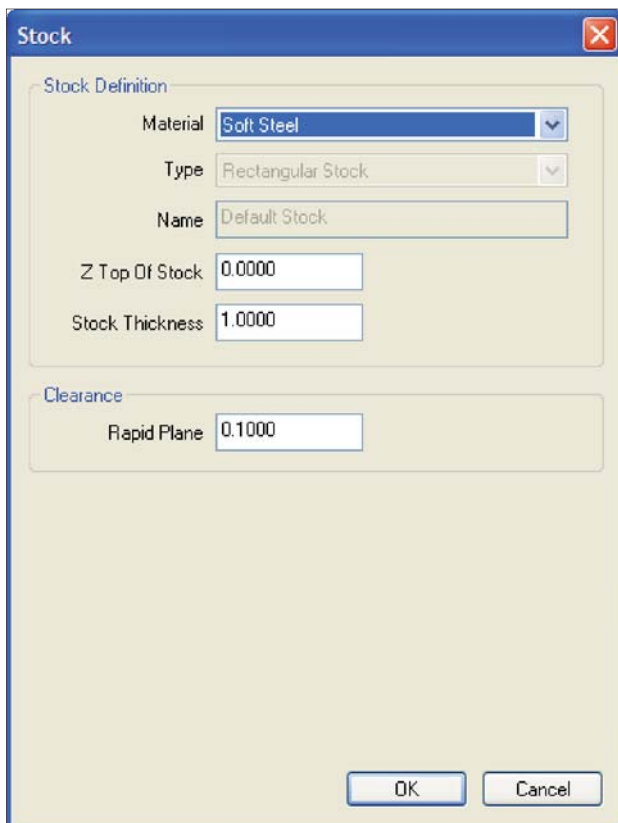 Stock
Stock Definition
Material Soft Steel
Type Rectangular Stock
Name Default Stock
Z Top Of Stock 0.0000
Stock Thickness 1.0000
Clearance
Rapid Plane 0.1000
OK Cancel